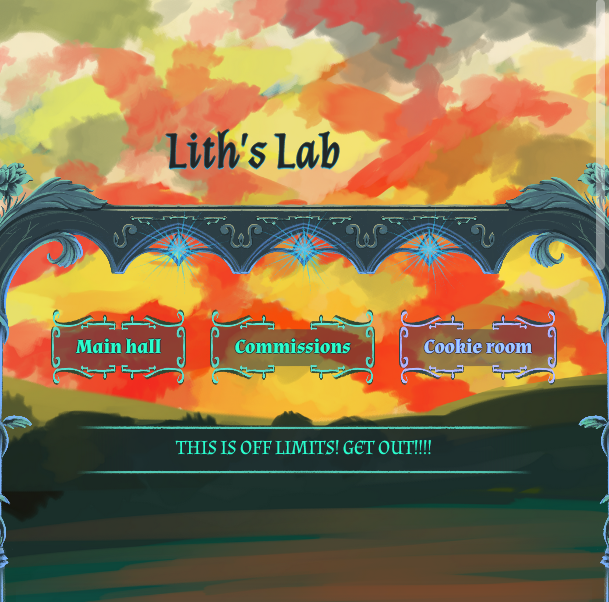 Lith's Lab
Main hall
Commissions
Cookie room
THIS IS OFF LIMITS! GET OUT!!!!